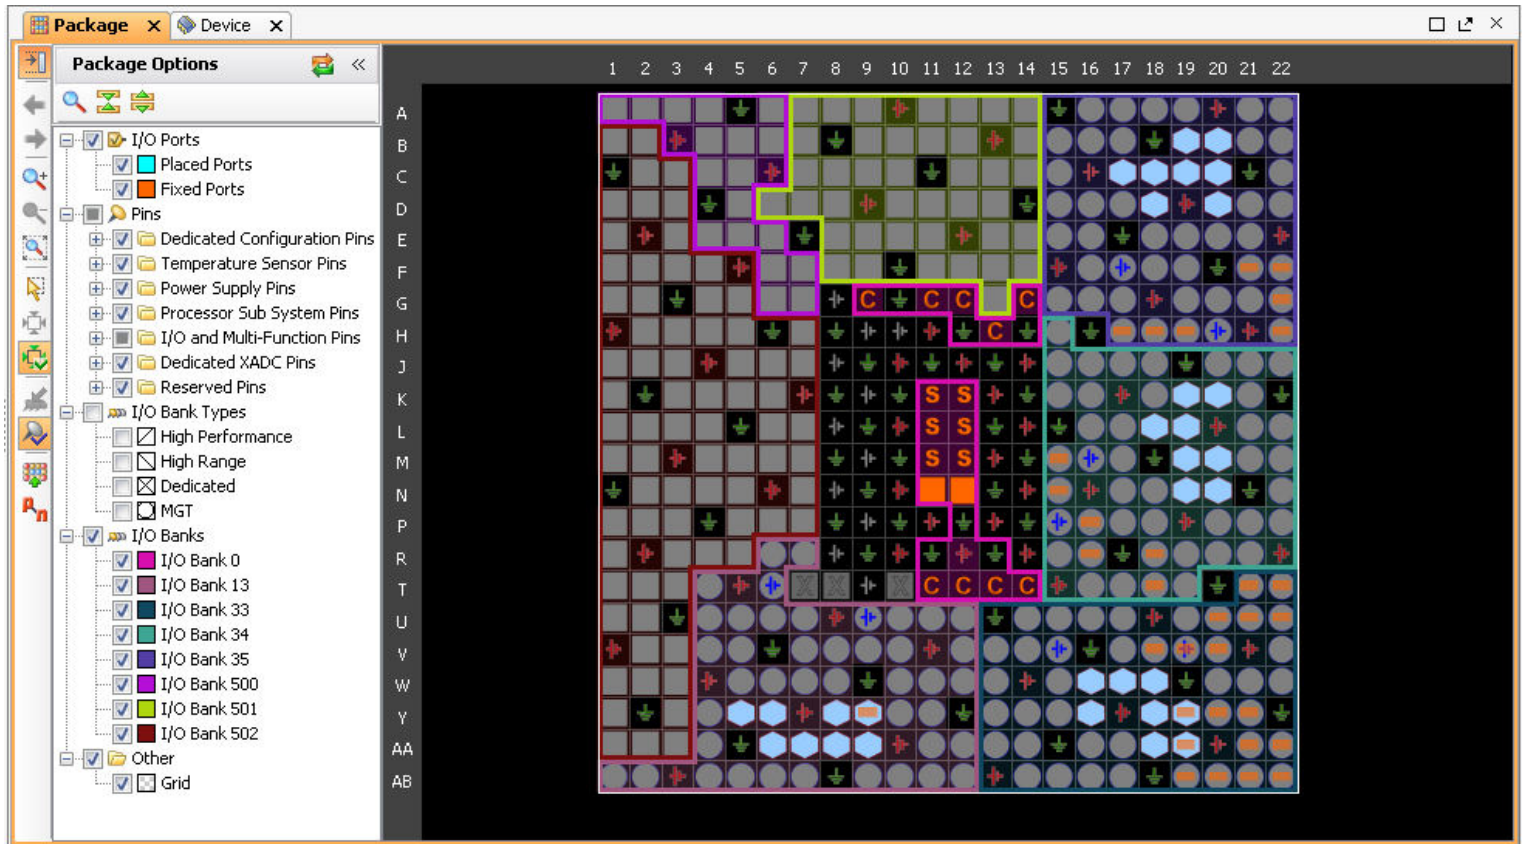 Package X Device X
Package Options «
1 2 3 4 5 6 7 8 9 10 11 12 13 14 15 16 17 18 19 20 21 22
I/O Ports
Placed Ports
Fixed Ports
Pins
Dedicated Configuration Pins
Temperature Sensor Pins
Power Supply Pins
Processor Sub System Pins
I/O and Multi-Function Pins
Dedicated XADC Pins
Reserved Pins
I/O Bank Types
High Performance
High Range
Dedicated
MGT
I/O Banks
I/O Bank 0
I/O Bank 13
I/O Bank 33
I/O Bank 34
I/O Bank 35
I/O Bank 500
I/O Bank 501
I/O Bank 502
Other
Grid
A
B
C
D
E
F
G C C C C
H C
J
K S S
L S S
M S S
N
P
R
T X X X C C C C
U
V
W
Y
AA
AB